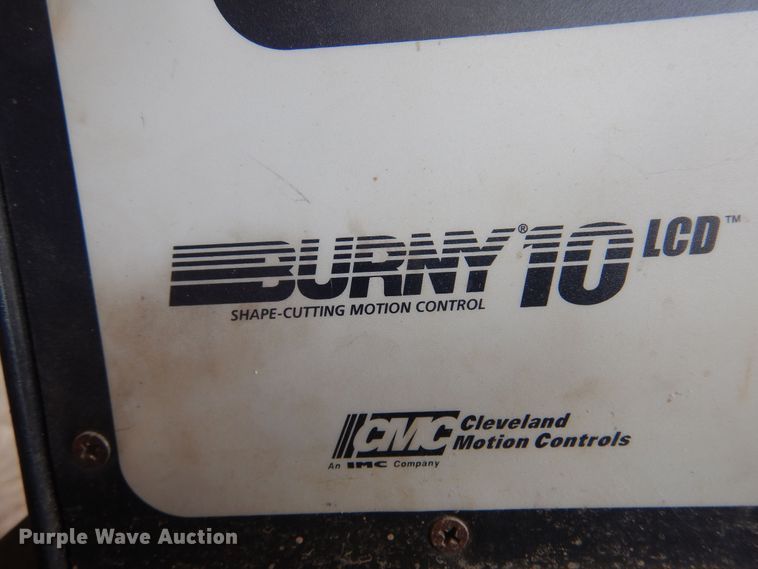 BURNY® 10 LCD™
SHAPE-CUTTING MOTION CONTROL
CMC Cleveland
Motion Controls
An IMC Company
Purple Wave Auction